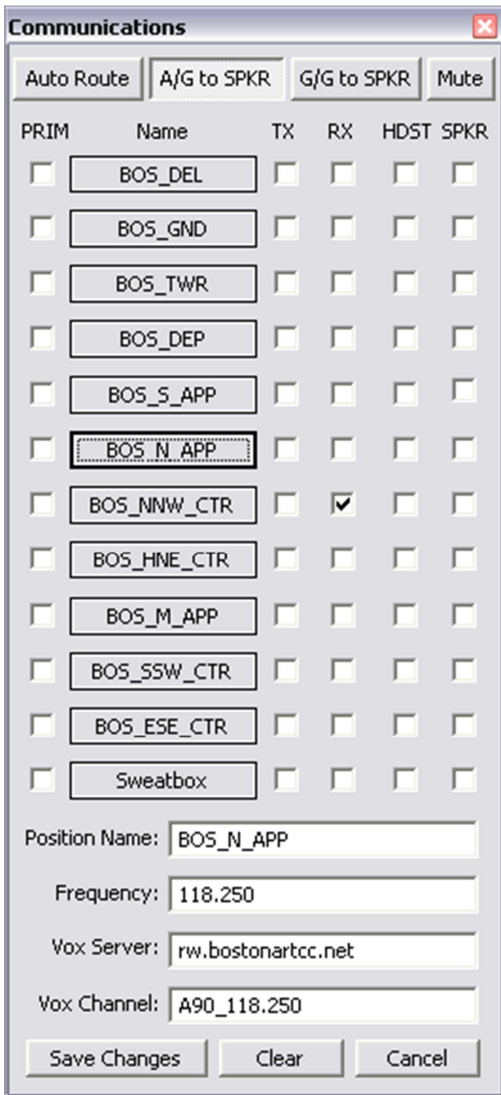 Communications
Auto Route A/G to SPKR G/G to SPKR Mute
PRIM Name TX RX HDST SPKR
BOS_DEL
BOS_GND
BOS_TWR
BOS_DEP
BOS_S_APP
BOS_N_APP
BOS_NNW_CTR
BOS_HNE_CTR
BOS_M_APP
BOS_SSW_CTR
BOS_ESE_CTR
Sweatbox
Position Name: BOS_N_APP
Frequency: 118.250
Vox Server: rw.bostonartcc.net
Vox Channel: A90_118.250
Save Changes Clear Cancel